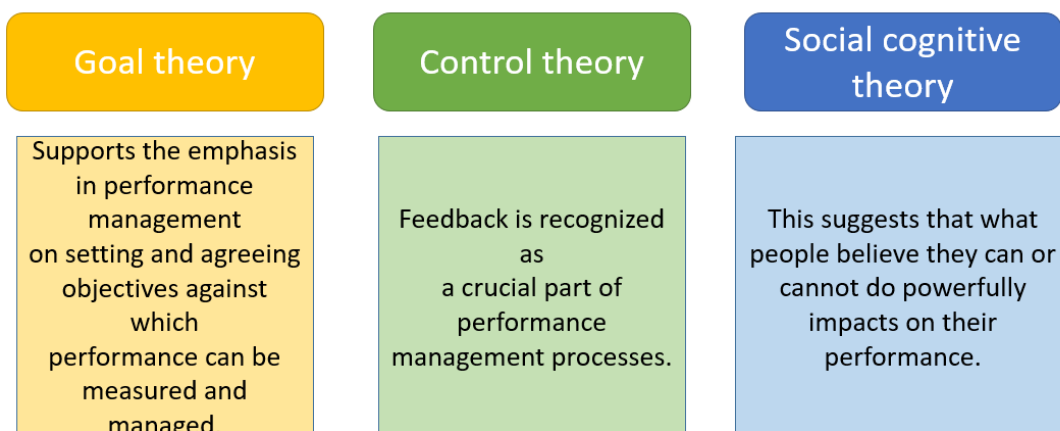 Goal theory
Supports the emphasis
in performance
management
on setting and agreeing
objectives against
which
performance can be
measured and
managed
Control theory
Feedback is recognized
as
a crucial part of
performance
management processes.
Social cognitive
theory
This suggests that what
people believe they can or
cannot do powerfully
impacts on their
performance.